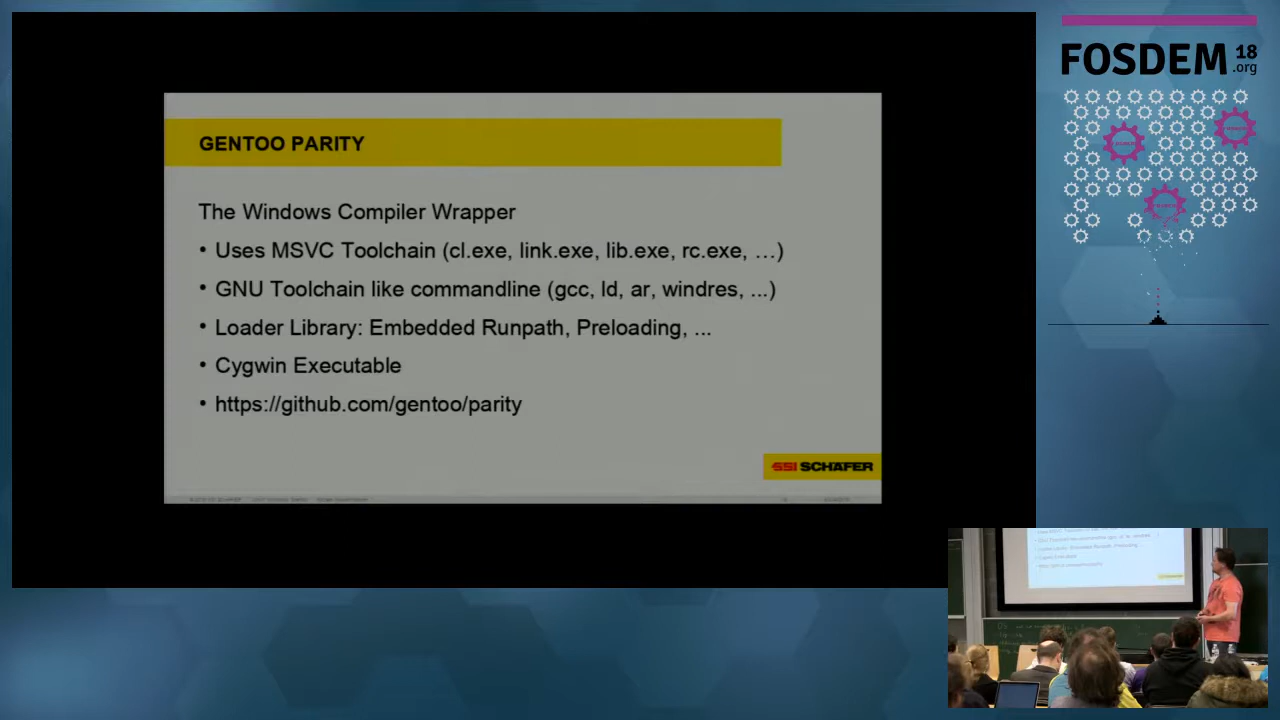 FOSDEM 18
.org
GENTOO PARITY
The Windows Compiler Wrapper
• Uses MSVC Toolchain (cl.exe, link.exe, lib.exe, rc.exe, …)
• GNU Toolchain like commandline (gcc, ld, ar, windres, ...)
• Loader Library: Embedded Runpath, Preloading, ...
• Cygwin Executable
• https://github.com/gentoo/parity
SSI SCHÄFER